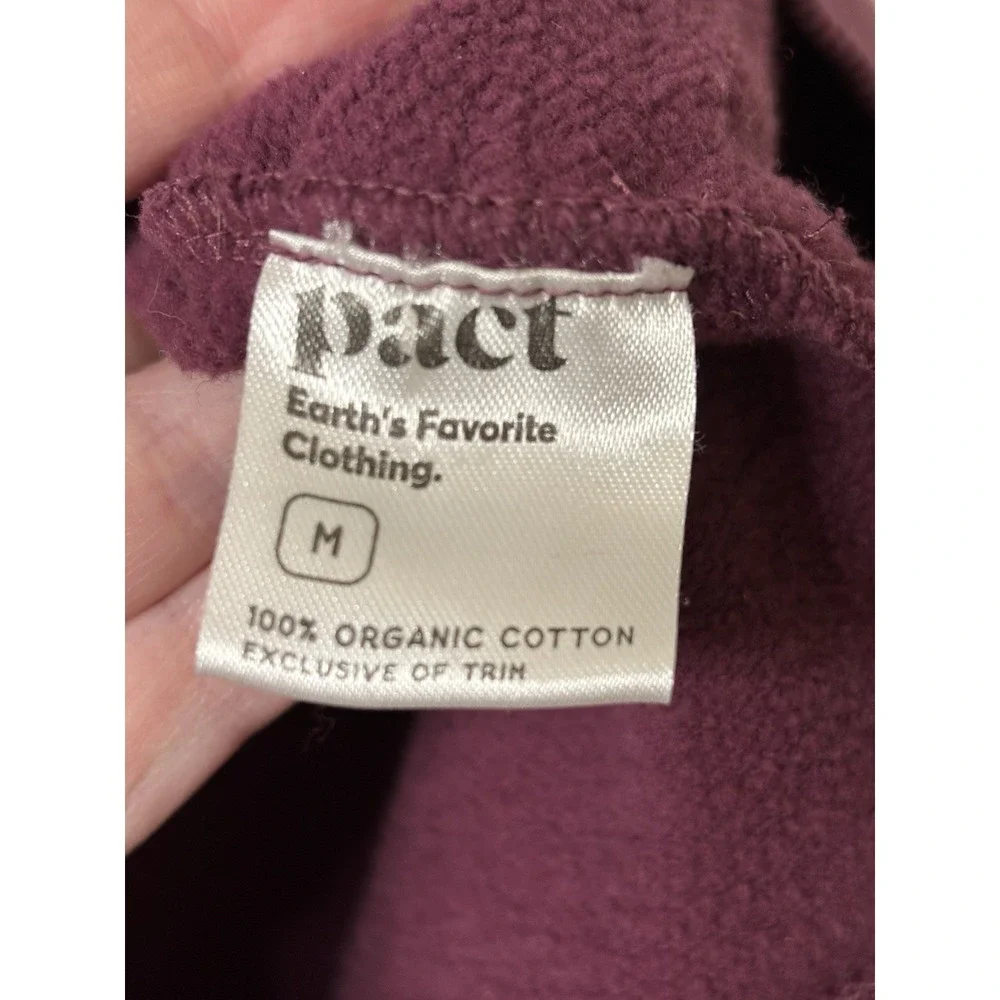 pact
Earth's Favorite
Clothing.
M
100% ORGANIC COTTON
EXCLUSIVE OF TRIM